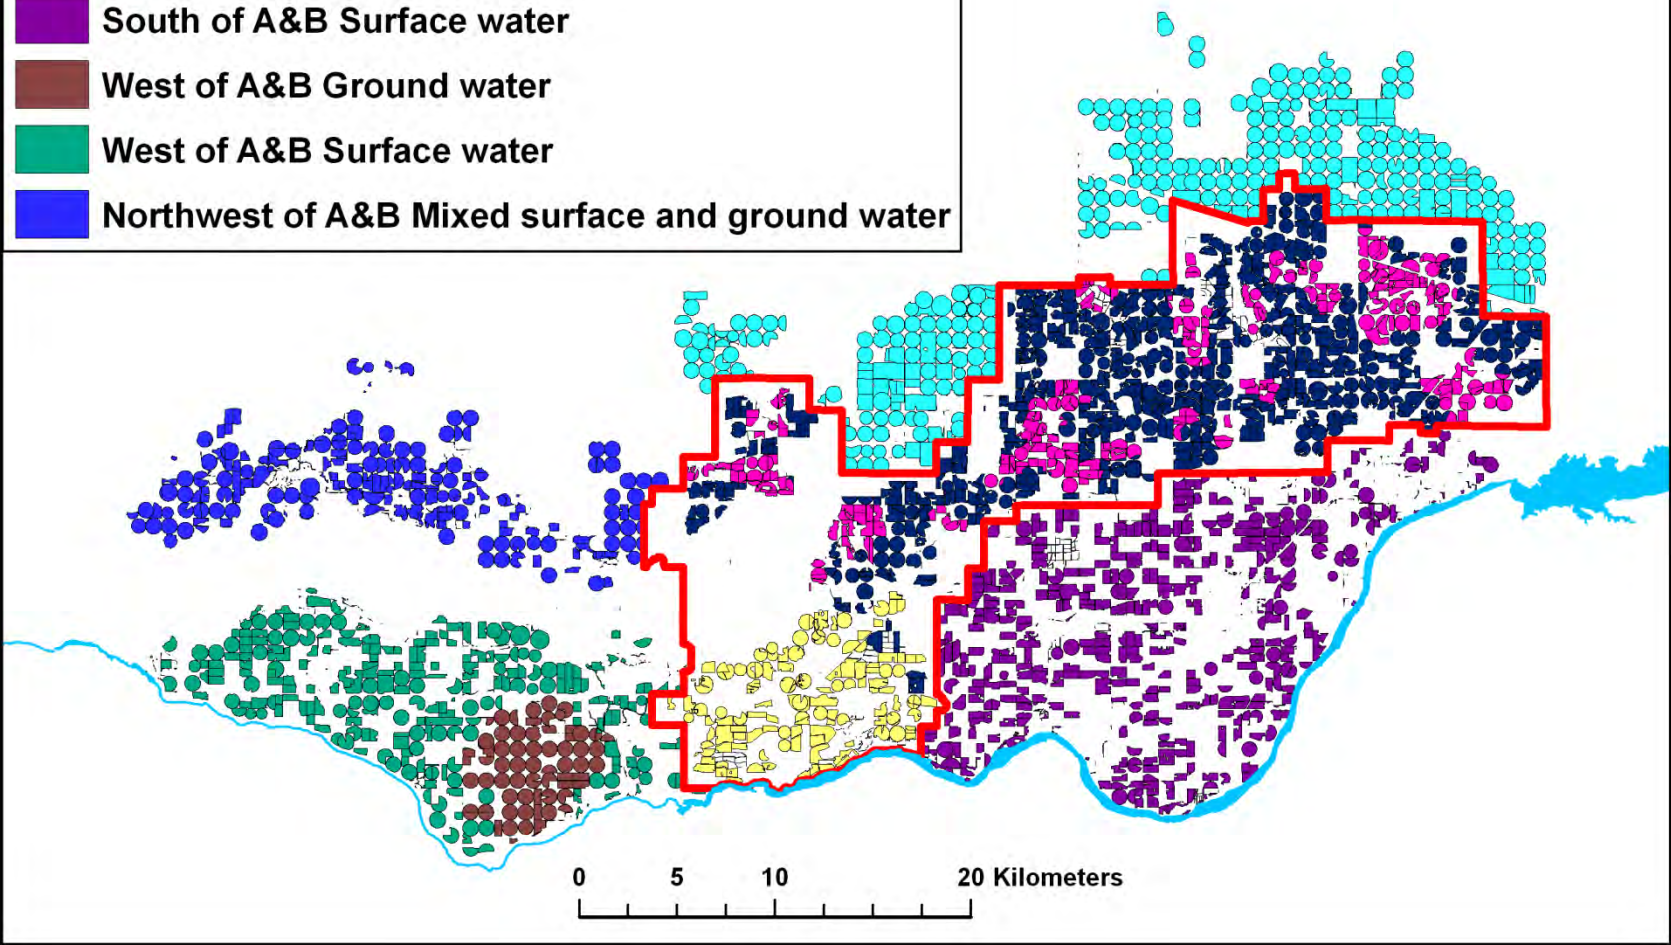 South of A&B Surface water
West of A&B Ground water
West of A&B Surface water
Northwest of A&B Mixed surface and ground water
0 5 10 20 Kilometers